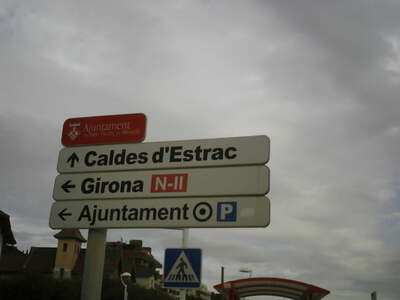 Ajuntament
Caldes d'Estrac
Girona N-II
Ajuntament P